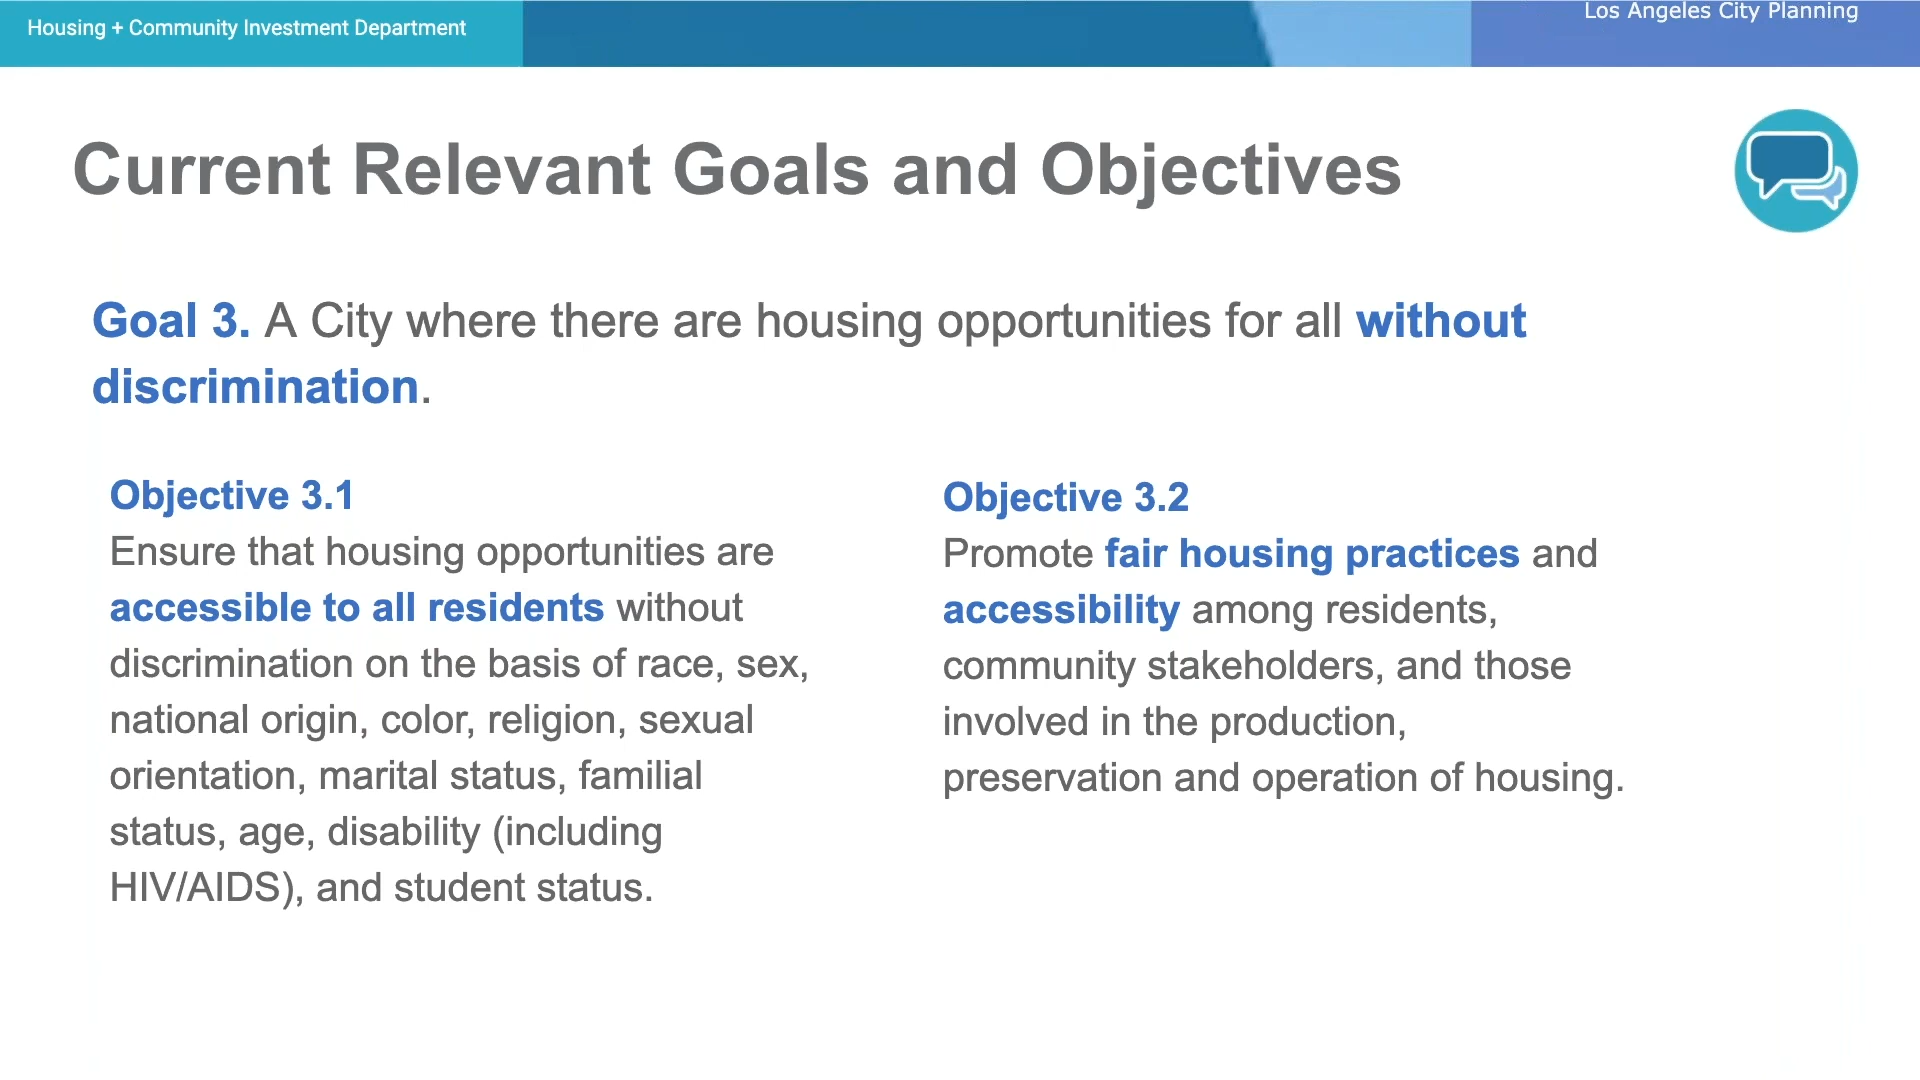 Housing + Community Investment Department
Los Angeles City Planning
Current Relevant Goals and Objectives
Goal 3. A City where there are housing opportunities for all without
discrimination.
Objective 3.1
Ensure that housing opportunities are
accessible to all residents without
discrimination on the basis of race, sex,
national origin, color, religion, sexual
orientation, marital status, familial
status, age, disability (including
HIV/AIDS), and student status.
Objective 3.2
Promote fair housing practices and
accessibility among residents,
community stakeholders, and those
involved in the production,
preservation and operation of housing.